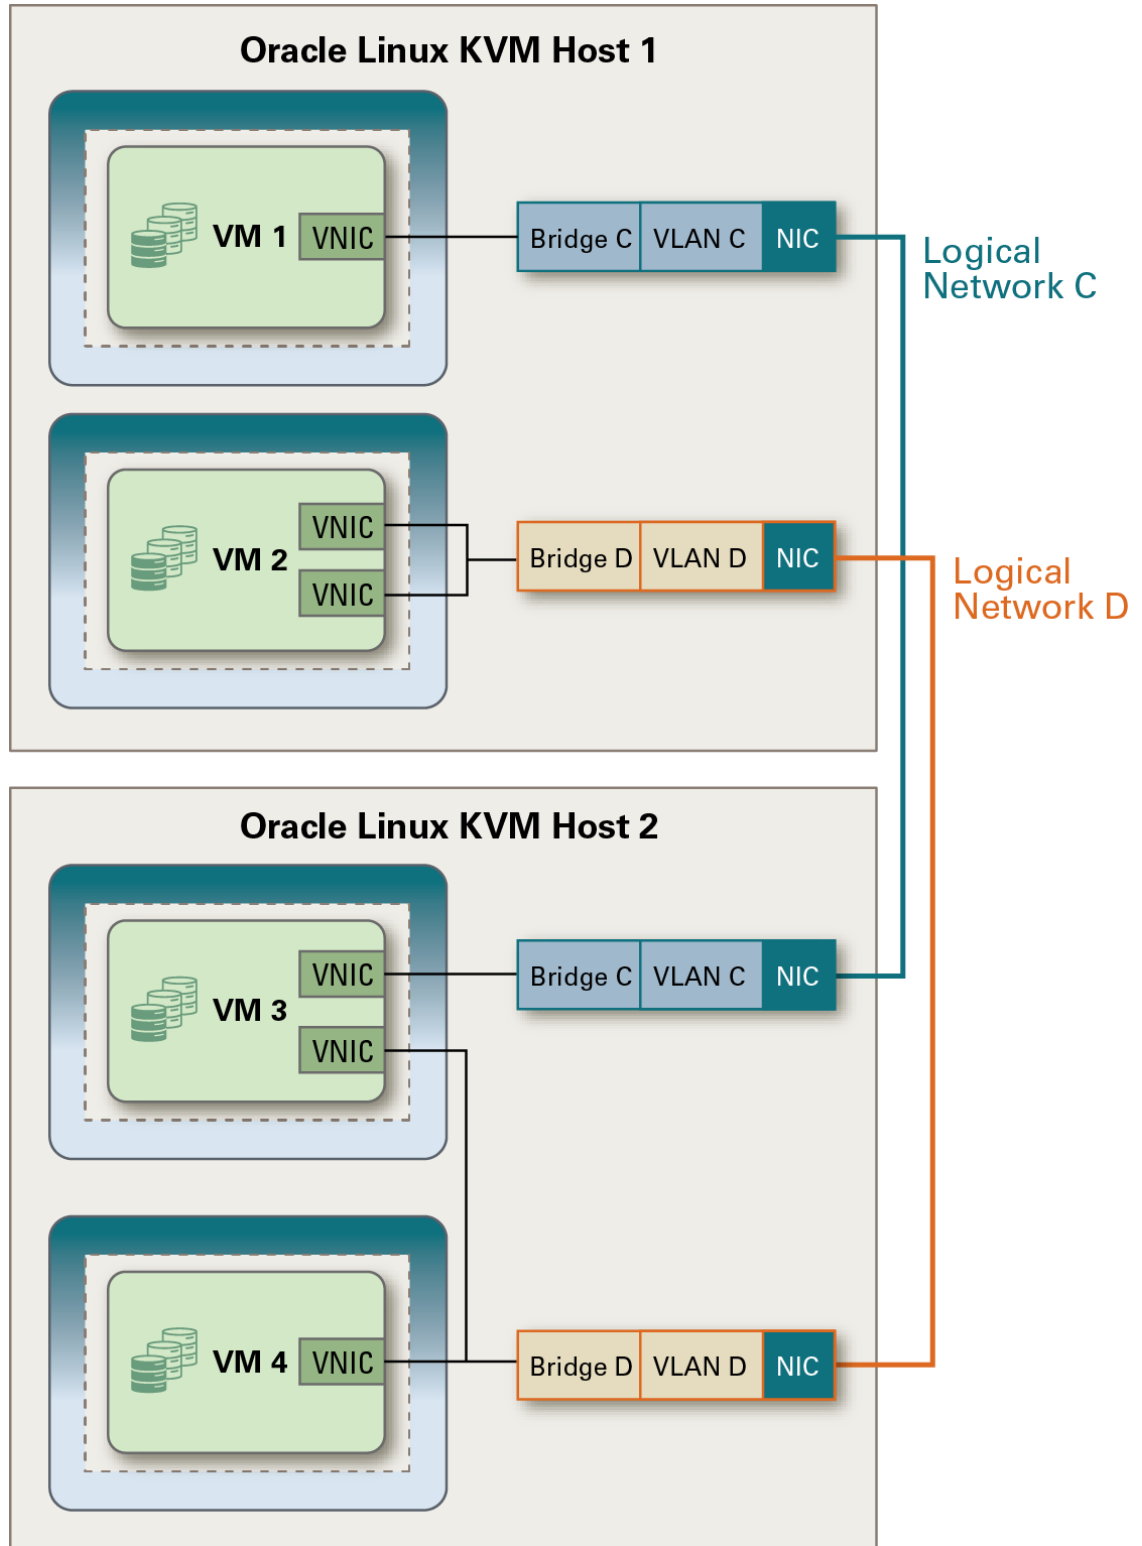 Oracle Linux KVM Host 1
VM 1
VNIC
Bridge C
VLAN C
NIC
Logical
Network C
VM 2
VNIC
VNIC
Bridge D
VLAN D
NIC
Logical
Network D
Oracle Linux KVM Host 2
VM 3
VNIC
VNIC
Bridge C
VLAN C
NIC
VM 4
VNIC
Bridge D
VLAN D
NIC